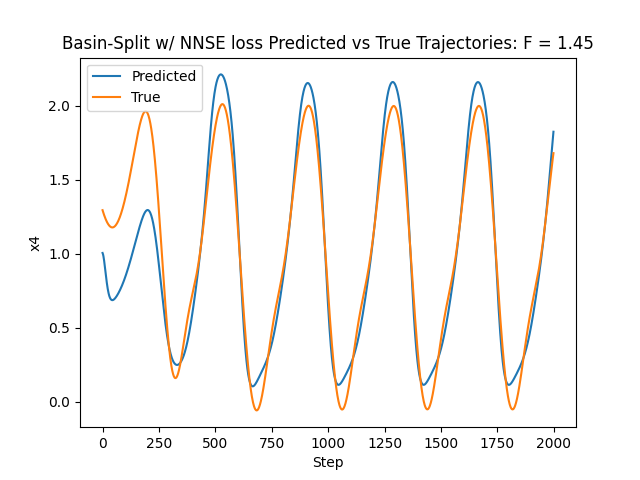 Basin-Split w/ NNSE loss Predicted vs True Trajectories: F = 1.45
Predicted
True
x4
2.0
1.5
1.0
0.5
0.0
0 250 500 750 1000 1250 1500 1750 2000
Step